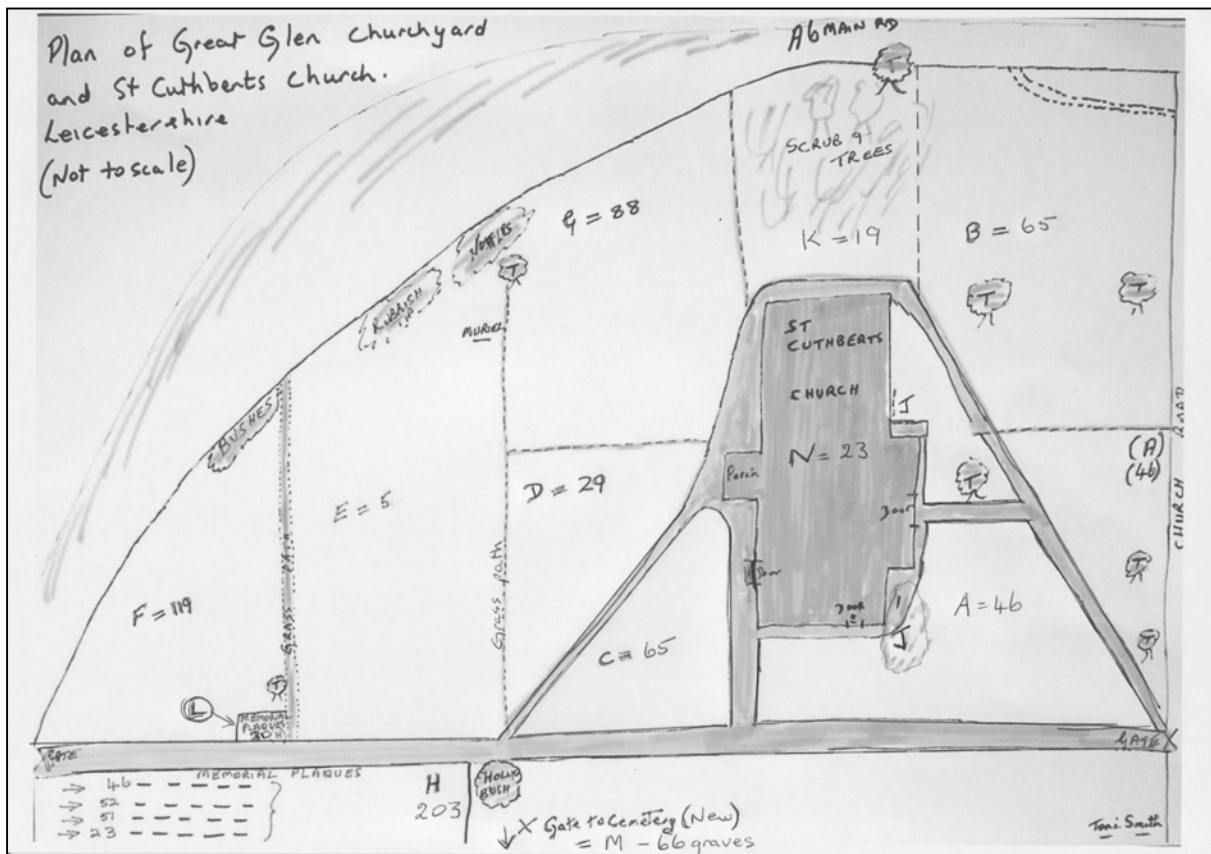 Plan of Great Glen Churchyard
and St Cuthberts Church.
Leicestershire
(Not to scale)
A6 MAIN RD
T
SCRUB &
TREES
K = 19
B = 65
T
T
G = 88
NETTLES
T
RUBBISH
MURIEL
BUSHES
ST
CUTHBERTS
CHURCH
N = 23
J
Porch
Door
Door
Door
J
CHURCH ROAD
(A)
(46)
T
T
T
A = 46
D = 29
E = 5
F = 119
C = 65
GRASS PATH
Grass path
T
L
MEMORIAL
PLAQUES
GATE
GATE X
MEMORIAL PLAQUES
→ 46 — — — — —
→ 52 — — — — —
→ 51 — — — — —
→ 23 — — — — —
H
203
HOLLY
BUSH
↓ X Gate to Cemetery (New)
= M - 66 graves
Toni Smith